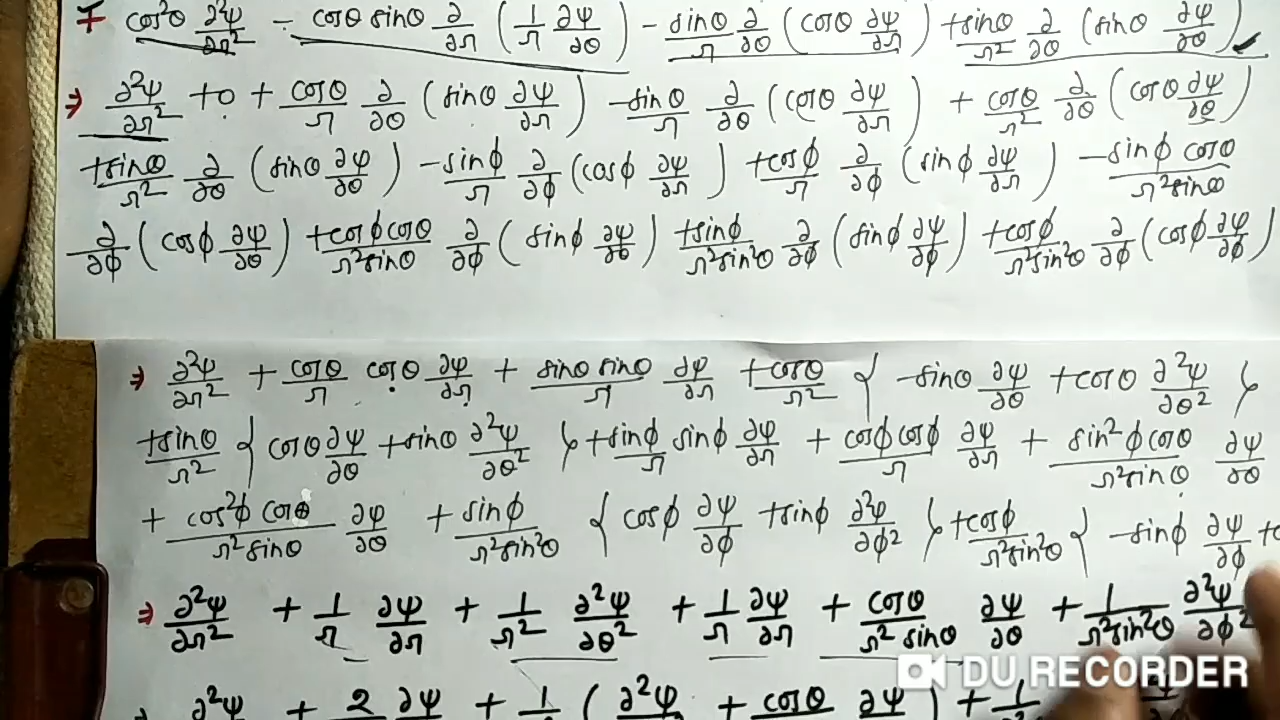 + cos²θ ∂²ψ/∂r² - cosθ sinθ ∂/∂r (1/r ∂ψ/∂θ) - sinθ/r ∂/∂θ (cosθ ∂ψ/∂r) + sinθ/r² ∂/∂θ (sinθ ∂ψ/∂θ)
⇒ ∂²ψ/∂r² + 0 + cosθ/r ∂/∂θ (sinθ ∂ψ/∂r) - sinθ/r ∂/∂θ (cosθ ∂ψ/∂r) + cosθ/r² ∂/∂θ (cosθ ∂ψ/∂θ)
+ sinθ/r² ∂/∂θ (sinθ ∂ψ/∂θ) - sinϕ/r ∂/∂ϕ (cosϕ ∂ψ/∂r) + cosϕ/r ∂/∂ϕ (sinϕ ∂ψ/∂r) - sinϕ cosθ/r² sinθ
∂/∂ϕ (cosϕ ∂ψ/∂θ) + cosϕ cosθ/r² sinθ ∂/∂ϕ (sinϕ ∂ψ/∂θ) + sinϕ/r² sin²θ ∂/∂ϕ (sinϕ ∂ψ/∂ϕ) + cosϕ/r² sin²θ ∂/∂ϕ (cosϕ ∂ψ/∂ϕ)
⇒ ∂²ψ/∂r² + cosθ/r cosθ ∂ψ/∂r + sinθ sinθ/r ∂ψ/∂r + cosθ/r² { -sinθ ∂ψ/∂θ + cosθ ∂²ψ/∂θ² }
+ sinθ/r² { cosθ ∂ψ/∂θ + sinθ ∂²ψ/∂θ² } + sinϕ/r sinϕ ∂ψ/∂r + cosϕ cosϕ/r ∂ψ/∂r + sin²ϕ cosθ/r² sinθ ∂ψ/∂θ
+ cos²ϕ cosθ/r² sinθ ∂ψ/∂θ + sinϕ/r² sin²θ { cosϕ ∂ψ/∂ϕ + sinϕ ∂²ψ/∂ϕ² } + cosϕ/r² sin²θ { -sinϕ ∂ψ/∂ϕ +
⇒ ∂²ψ/∂r² + 1/r ∂ψ/∂r + 1/r² ∂²ψ/∂θ² + 1/r ∂ψ/∂r + cosθ/r² sinθ ∂ψ/∂θ + 1/r² sin²θ ∂²ψ/∂ϕ²
DU RECORDER